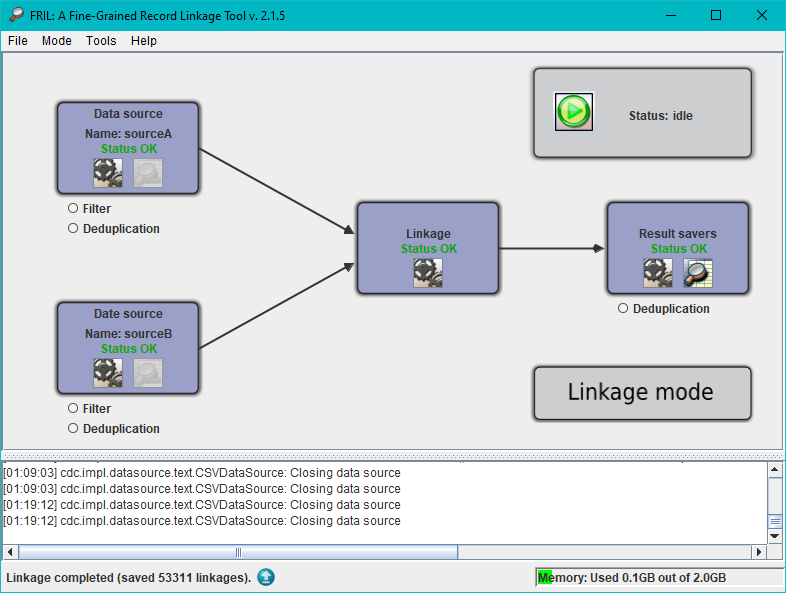 FRIL: A Fine-Grained Record Linkage Tool v. 2.1.5
File Mode Tools Help
Data source
Name: sourceA
Status OK
Filter
Deduplication
Status: idle
Linkage
Status OK
Result savers
Status OK
Deduplication
Date source
Name: sourceB
Status OK
Filter
Deduplication
Linkage mode
[01:09:03] cdc.impl.datasource.text.CSVDataSource: Closing data source
[01:09:03] cdc.impl.datasource.text.CSVDataSource: Closing data source
[01:19:12] cdc.impl.datasource.text.CSVDataSource: Closing data source
[01:19:12] cdc.impl.datasource.text.CSVDataSource: Closing data source
Linkage completed (saved 53311 linkages).
Memory: Used 0.1GB out of 2.0GB